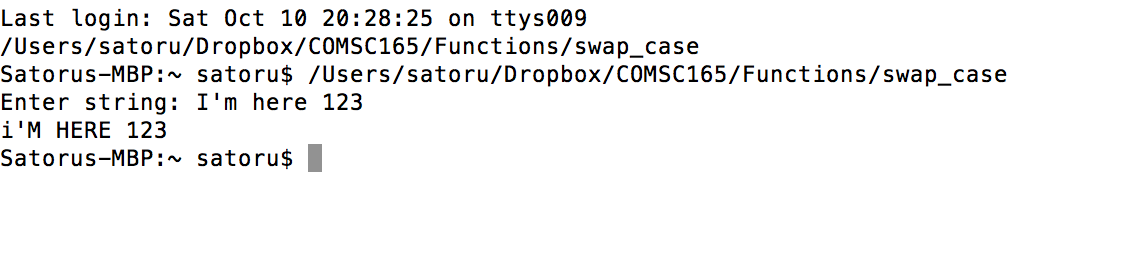 Last login: Sat Oct 10 20:28:25 on ttys009
/Users/satoru/Dropbox/COMSC165/Functions/swap_case
Satorus-MBP:~ satoru$ /Users/satoru/Dropbox/COMSC165/Functions/swap_case
Enter string: I'm here 123
i'M HERE 123
Satorus-MBP:~ satoru$